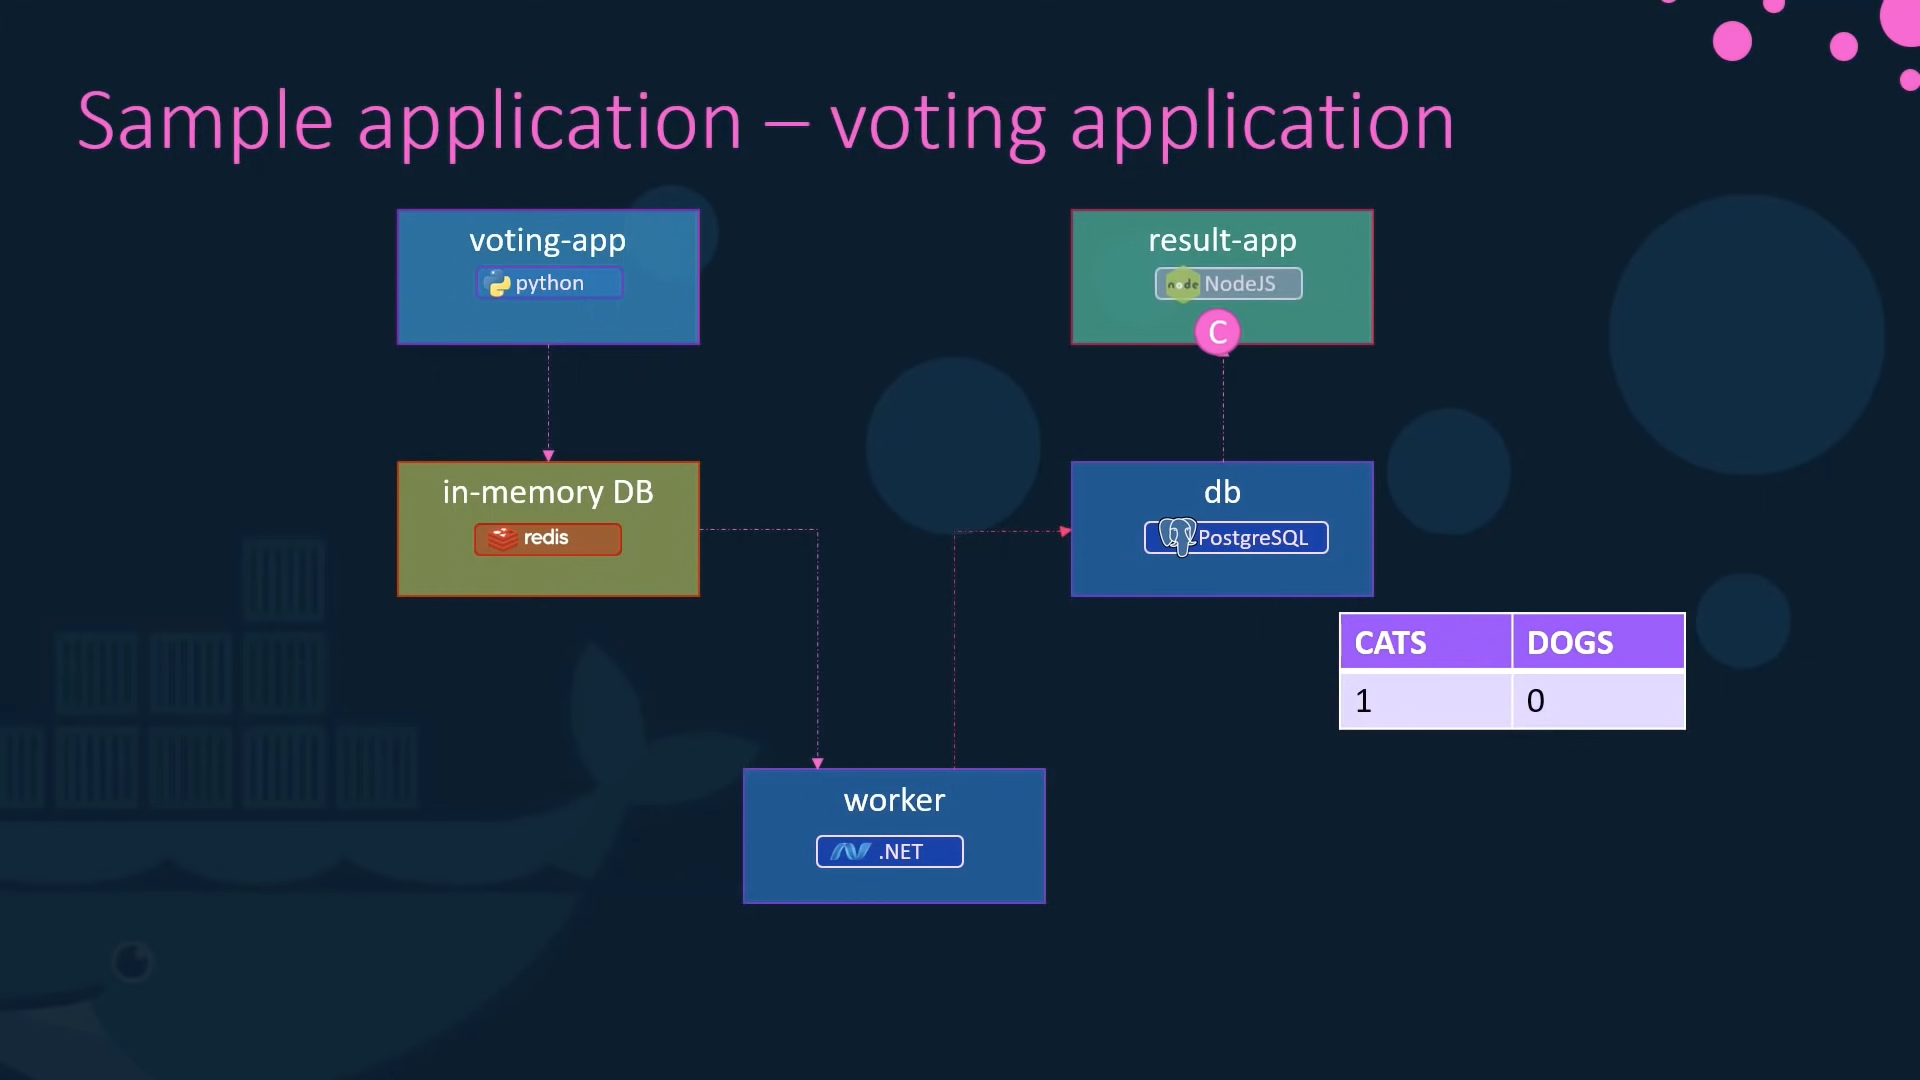 Sample application – voting application
voting-app
python
result-app
node NodeJS
C
in-memory DB
redis
db
PostgreSQL
CATS DOGS
1 0
worker
.NET